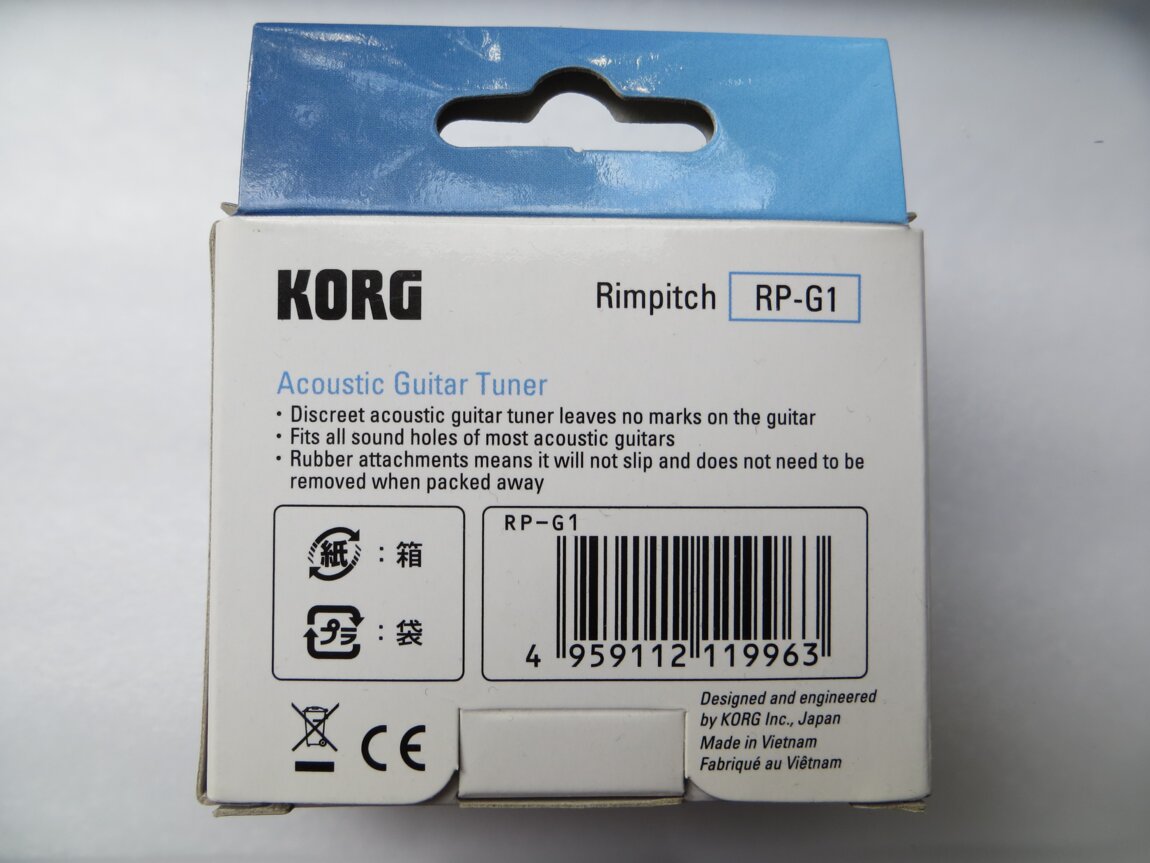 KORG
Rimpitch RP-G1
Acoustic Guitar Tuner
• Discreet acoustic guitar tuner leaves no marks on the guitar
• Fits all sound holes of most acoustic guitars
• Rubber attachments means it will not slip and does not need to be
removed when packed away
紙 : 箱
プラ : 袋
RP-G1
4 959112 119963
CE
Designed and engineered
by KORG Inc., Japan
Made in Vietnam
Fabriqué au Viêtnam